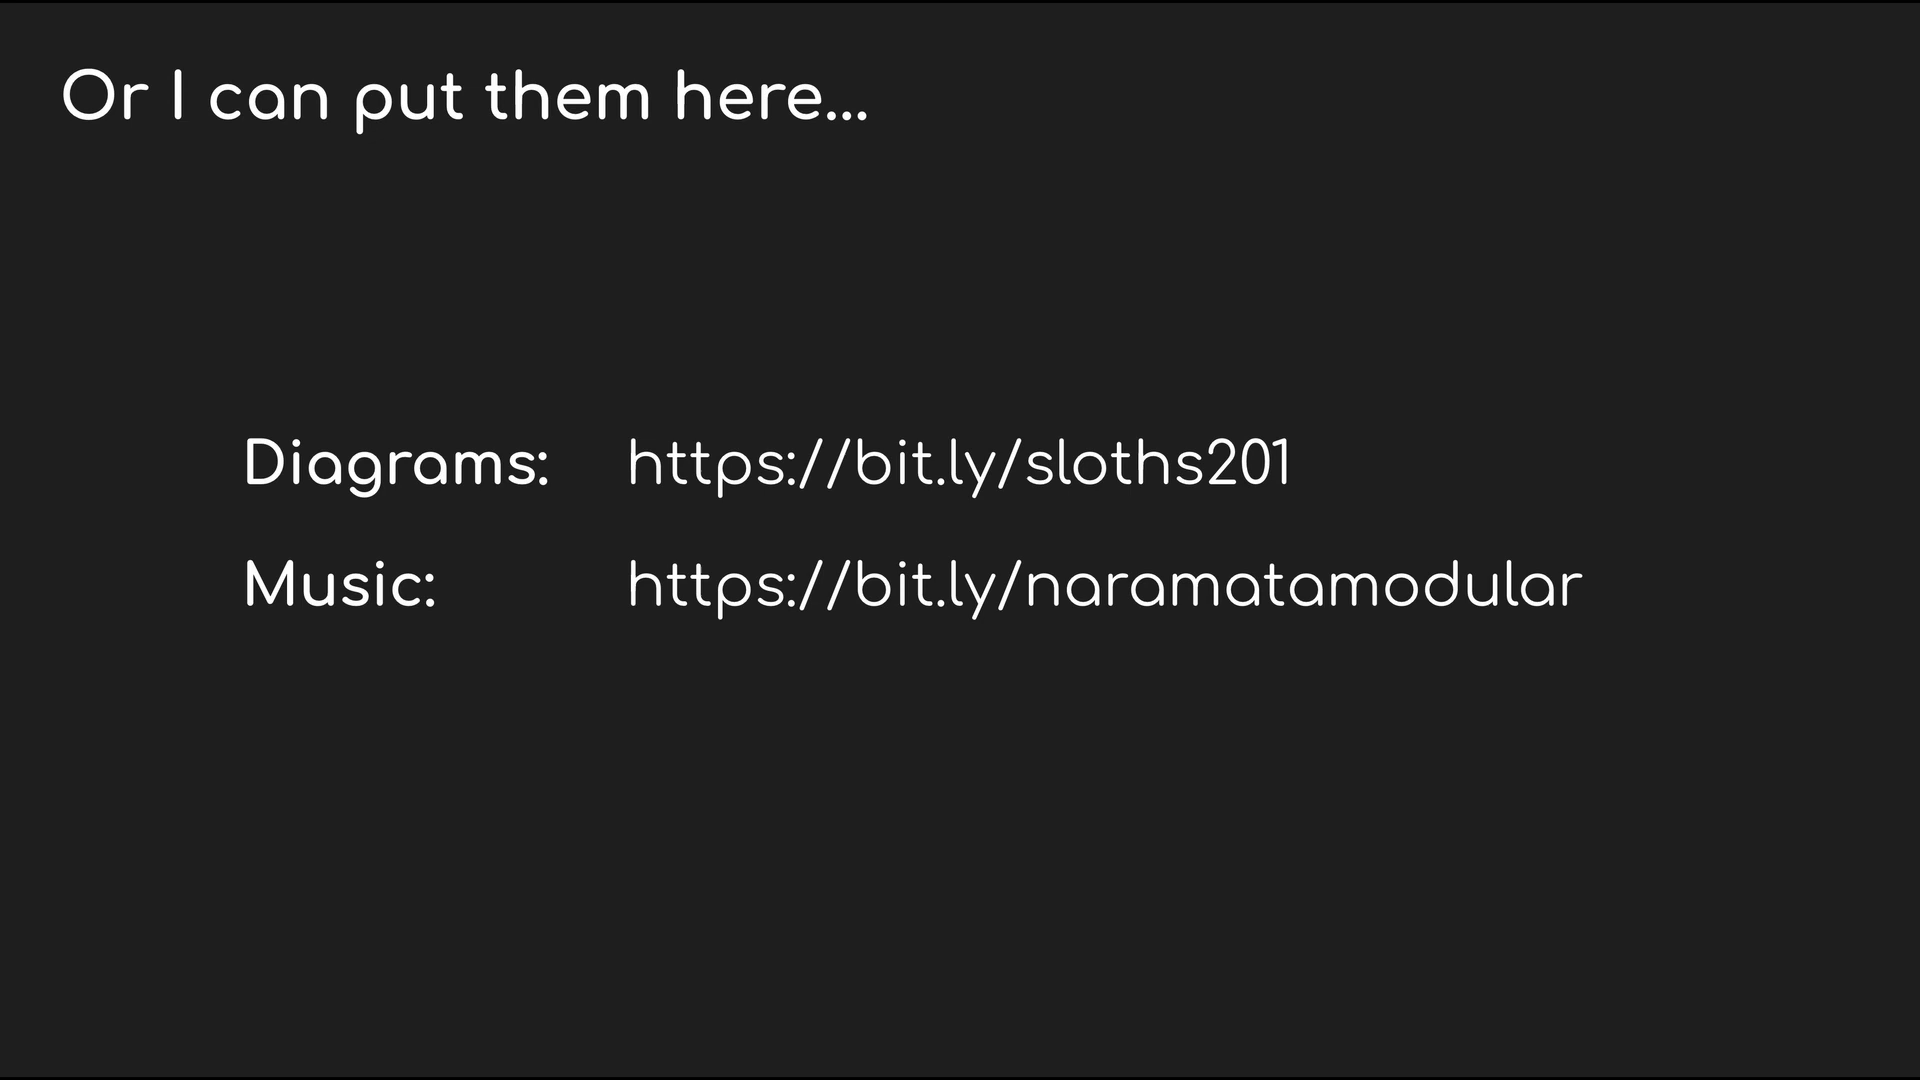 Or I can put them here...
Diagrams: https://bit.ly/sloths201
Music: https://bit.ly/naramatamodular